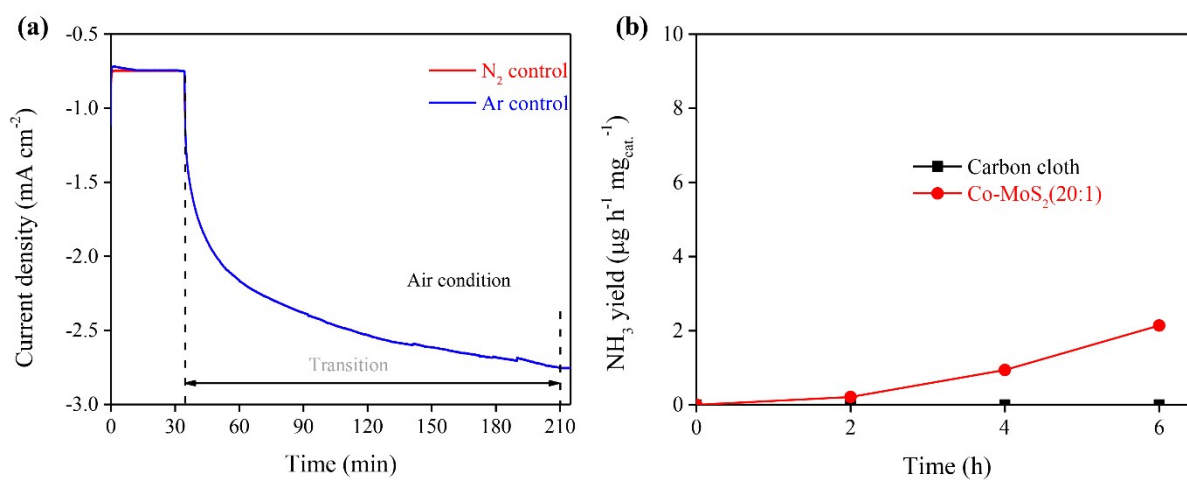 (a)
-0.5
-1.0
-1.5
-2.0
-2.5
-3.0
Current density (mA cm⁻²)
N₂ control
Ar control
Air condition
Transition
0 30 60 90 120 150 180 210
Time (min)
(b)
10
8
6
4
2
0
NH₃ yield (μg h⁻¹ mg_cat.⁻¹)
Carbon cloth
Co-MoS₂(20:1)
0 2 4 6
Time (h)